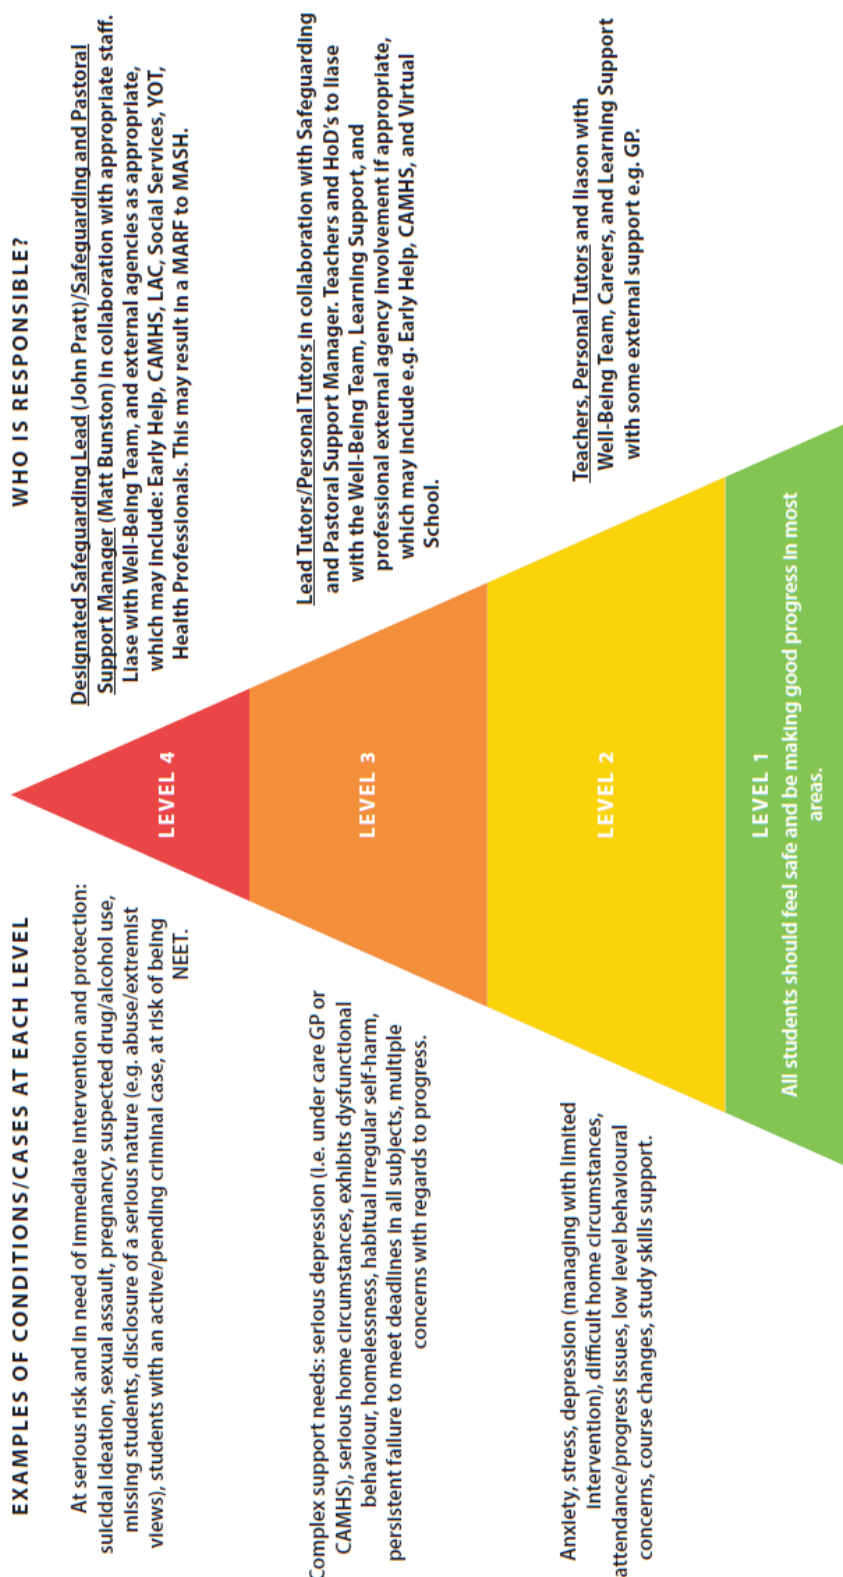 EXAMPLES OF CONDITIONS/CASES AT EACH LEVEL
WHO IS RESPONSIBLE?
At serious risk and in need of immediate intervention and protection:
suicidal ideation, sexual assault, pregnancy, suspected drug/alcohol use,
missing students, disclosure of a serious nature (e.g. abuse/extremist
views), students with an active/pending criminal case, at risk of being
NEET.
LEVEL 4
Designated Safeguarding Lead (John Pratt)/Safeguarding and Pastoral
Support Manager (Matt Bunston) in collaboration with appropriate staff.
Liase with Well-Being Team, and external agencies as appropriate,
which may include: Early Help, CAMHS, LAC, Social Services, YOT,
Health Professionals. This may result in a MARF to MASH.
Complex support needs: serious depression (i.e. under care GP or
CAMHS), serious home circumstances, exhibits dysfunctional
behaviour, homelessness, habitual irregular self-harm,
persistent failure to meet deadlines in all subjects, multiple
concerns with regards to progress.
LEVEL 3
Lead Tutors/Personal Tutors in collaboration with Safeguarding
and Pastoral Support Manager. Teachers and HoD's to liase
with the Well-Being Team, Learning Support, and
professional external agency involvement if appropriate,
which may include e.g. Early Help, CAMHS, and Virtual
School.
Anxiety, stress, depression (managing with limited
intervention), difficult home circumstances,
attendance/progress issues, low level behavioural
concerns, course changes, study skills support.
LEVEL 2
Teachers, Personal Tutors and liason with
Well-Being Team, Careers, and Learning Support
with some external support e.g. GP.
LEVEL 1
All students should feel safe and be making good progress in most
areas.